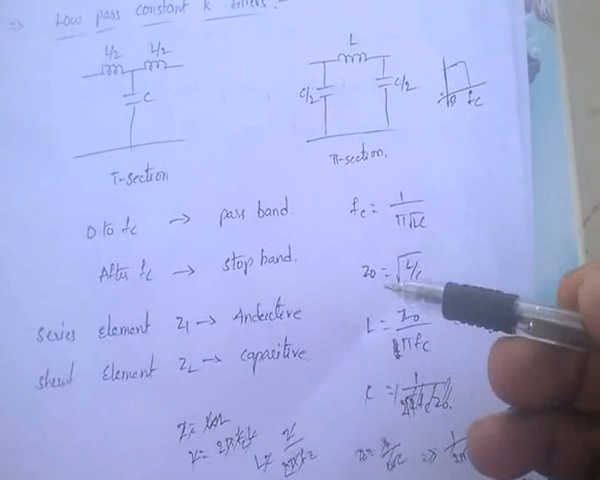 ⇒ Low pass constant k filters.
L/2 L/2
C
T-section
L
C/2 C/2
π-section.
0 fc
0 to fc → pass band.
fc = 1/π√LC
After fc → stop band.
Z0 = √L/C
series element Z1 → Inductive
L = Z0/πfc
shunt Element Z2 → capacitive